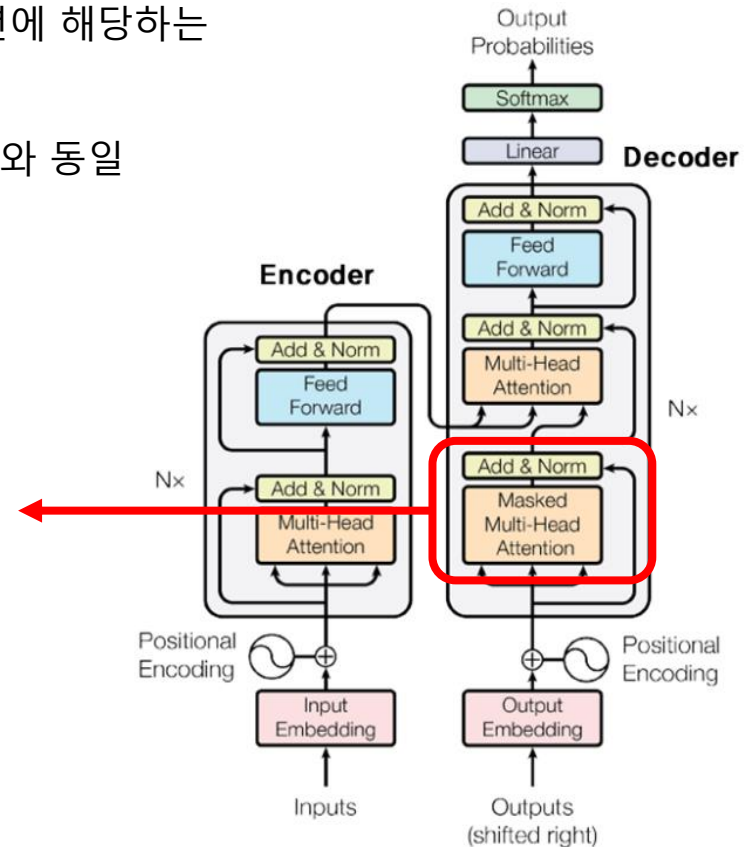 에 해당하는
와 동일
Output
Probabilities
Softmax
Linear
Decoder
Add & Norm
Feed
Forward
Add & Norm
Multi-Head
Attention
Nx
Add & Norm
Masked
Multi-Head
Attention
Positional
Encoding
Output
Embedding
Outputs
(shifted right)
Encoder
Add & Norm
Feed
Forward
Nx
Add & Norm
Multi-Head
Attention
Positional
Encoding
Input
Embedding
Inputs